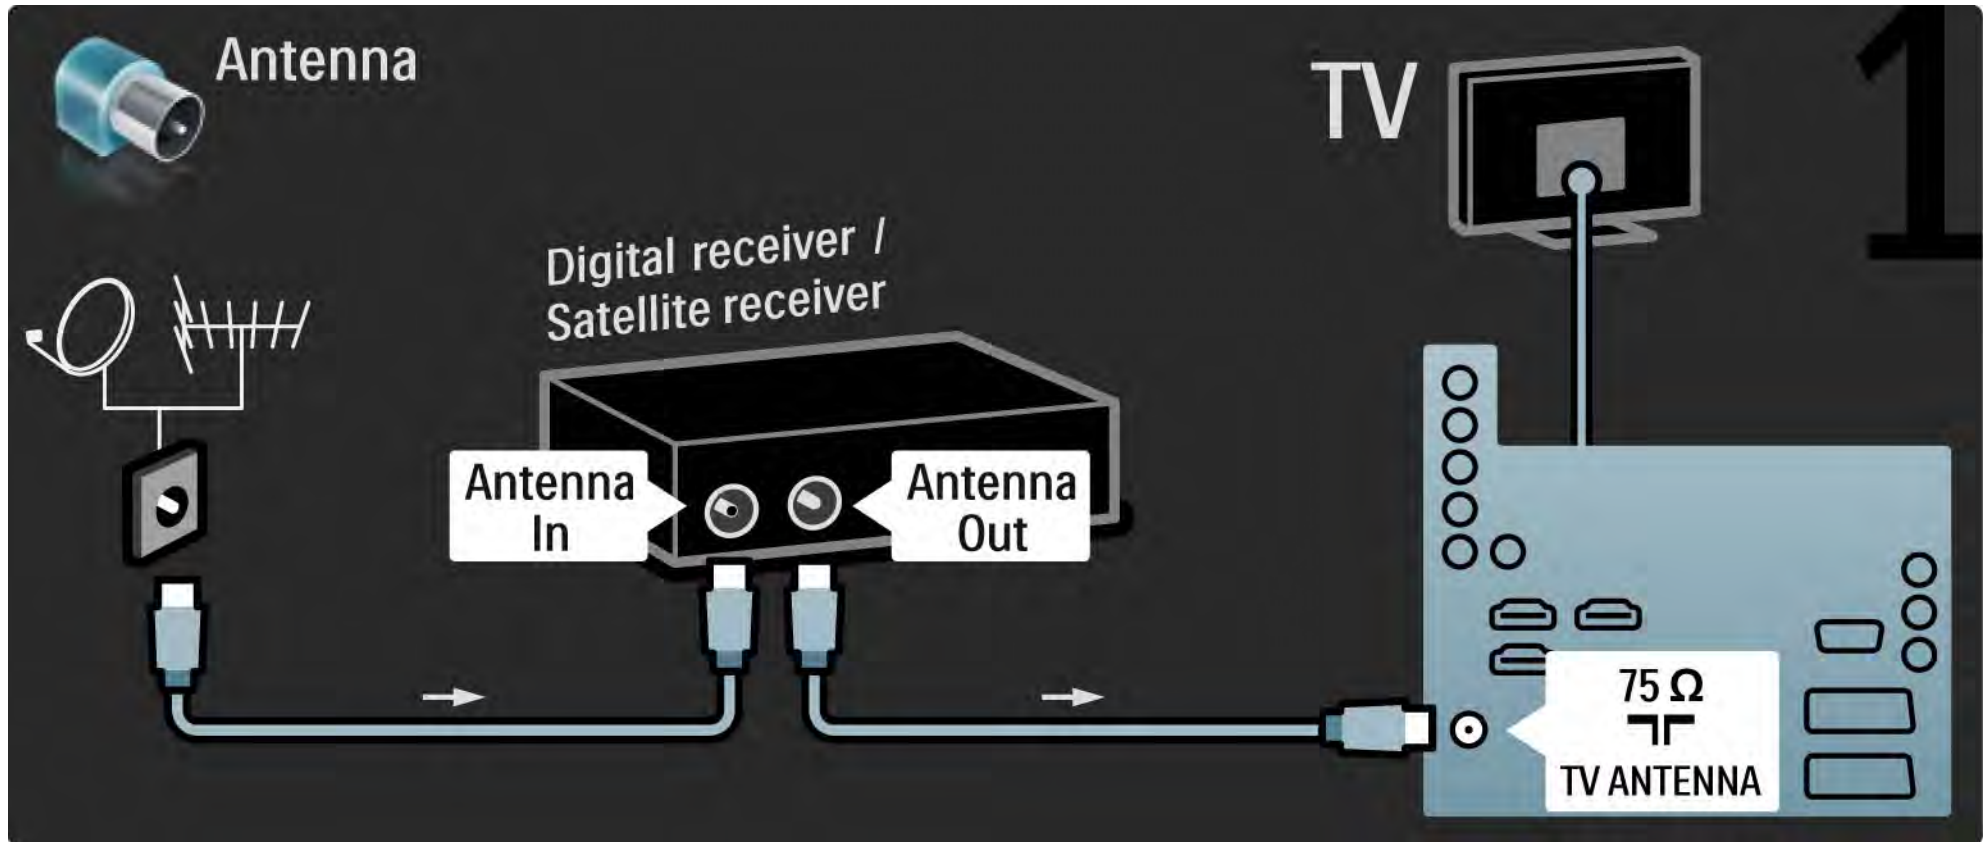 Antenna
TV
1
Digital receiver /
Satellite receiver
Antenna
In
Antenna
Out
75 Ω
TV ANTENNA